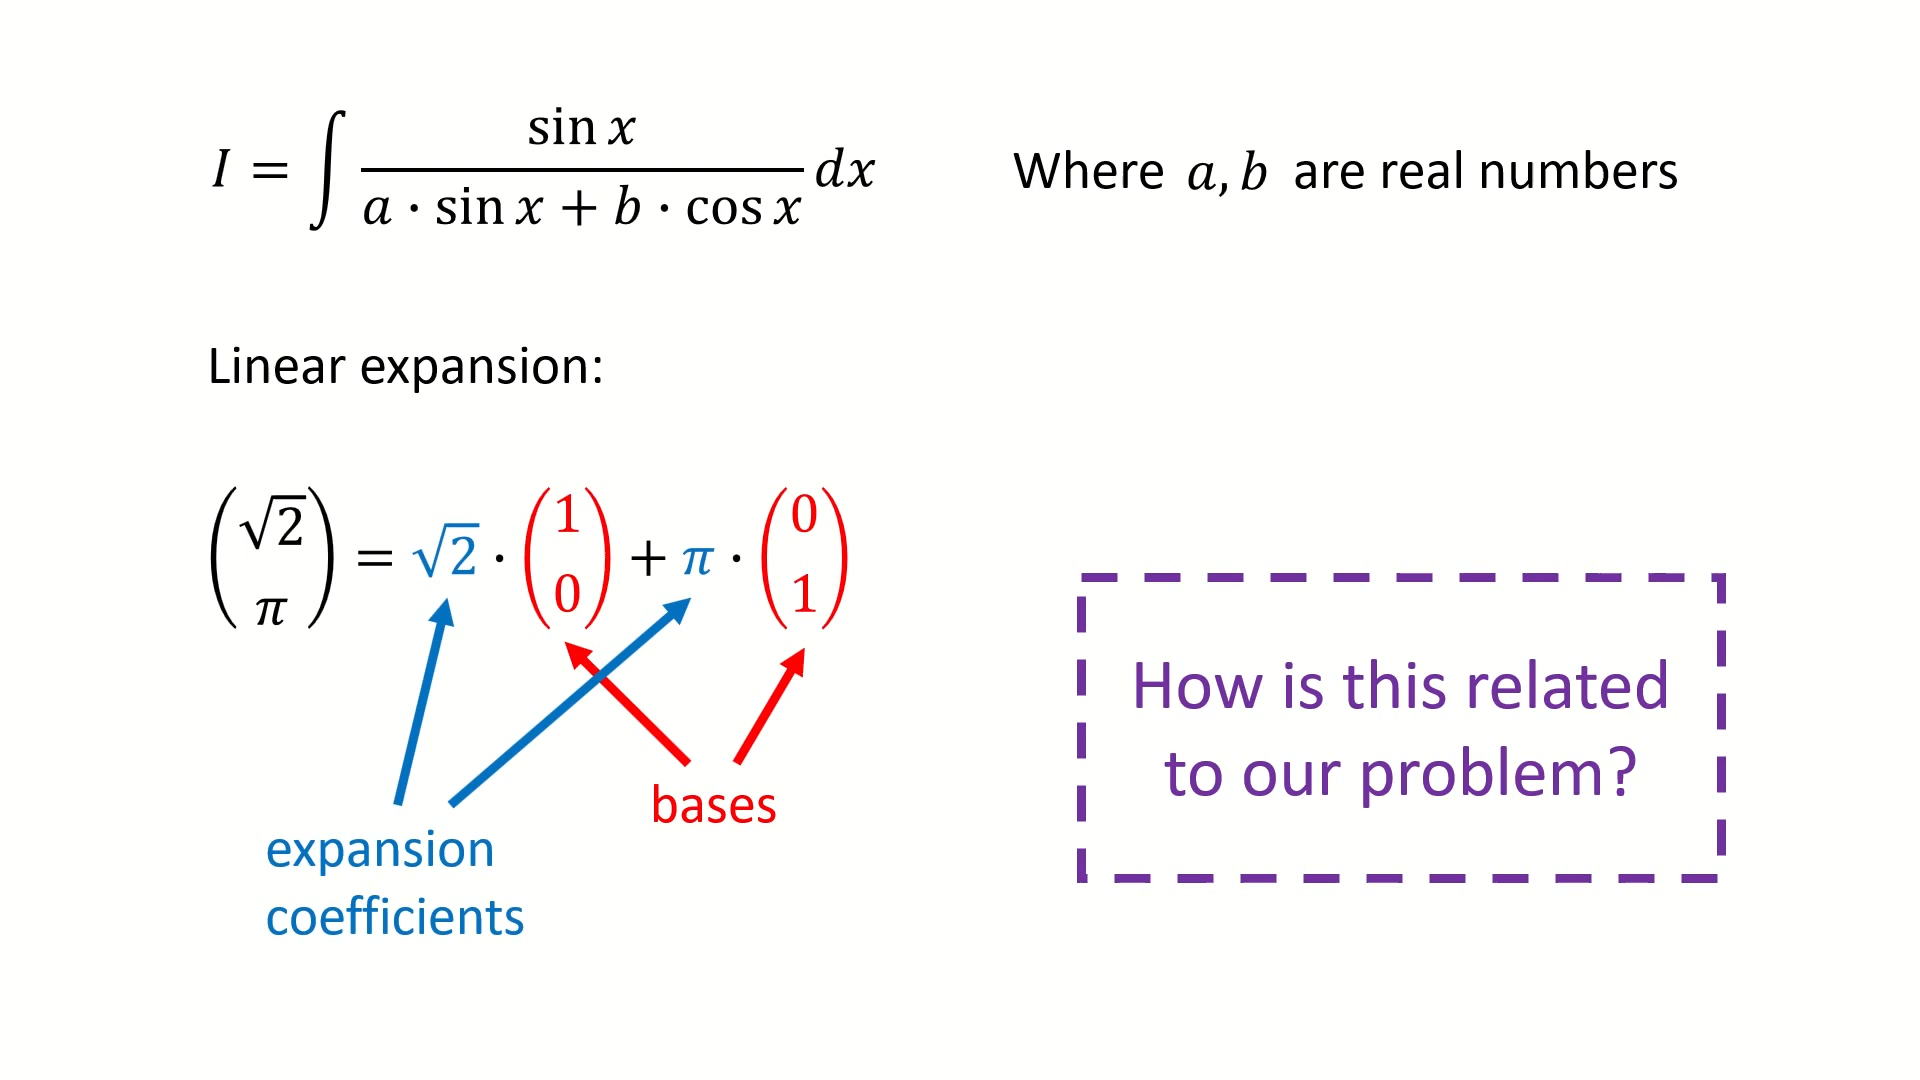 I = ∫ sin x / (a · sin x + b · cos x) dx    Where a, b are real numbers
Linear expansion:
(√2 π) = √2 · (1 0) + π · (0 1)
How is this related
to our problem?
bases
expansion
coefficients